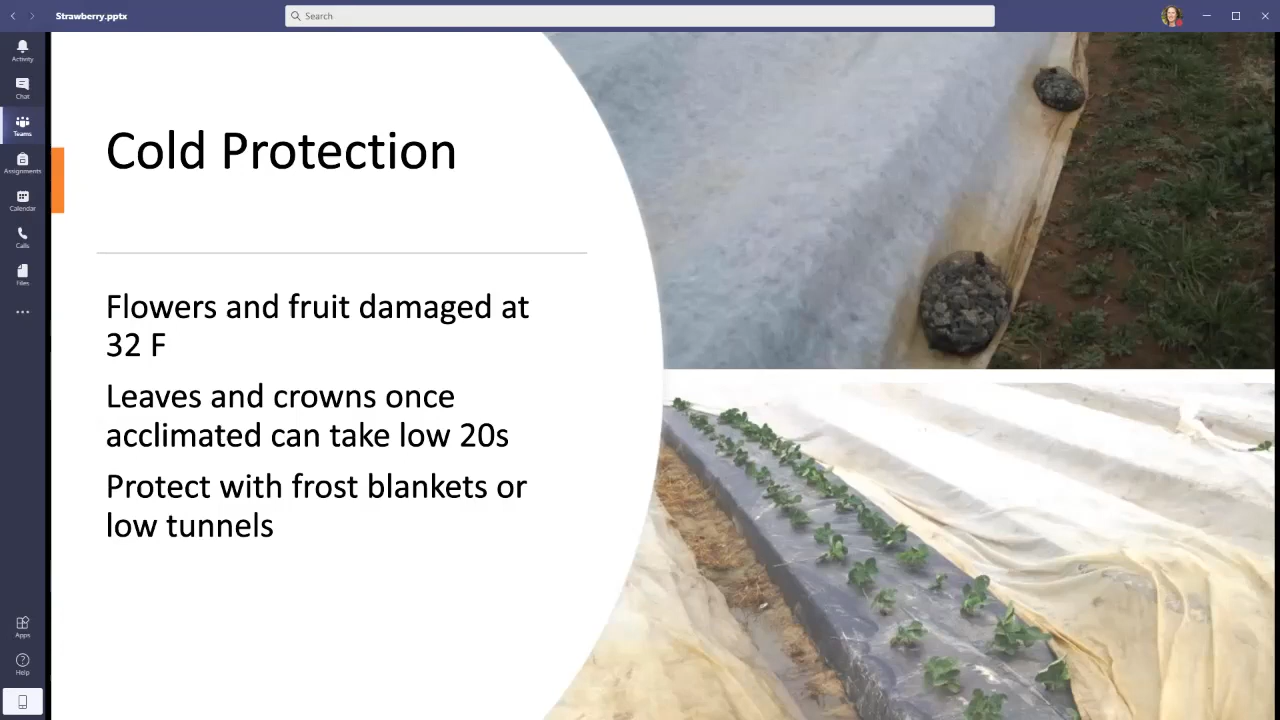 Strawberry.pptx
Search
Activity
Chat
Teams
Assignments
Calendar
Calls
Files
Apps
Help
Cold Protection
Flowers and fruit damaged at
32 F
Leaves and crowns once
acclimated can take low 20s
Protect with frost blankets or
low tunnels